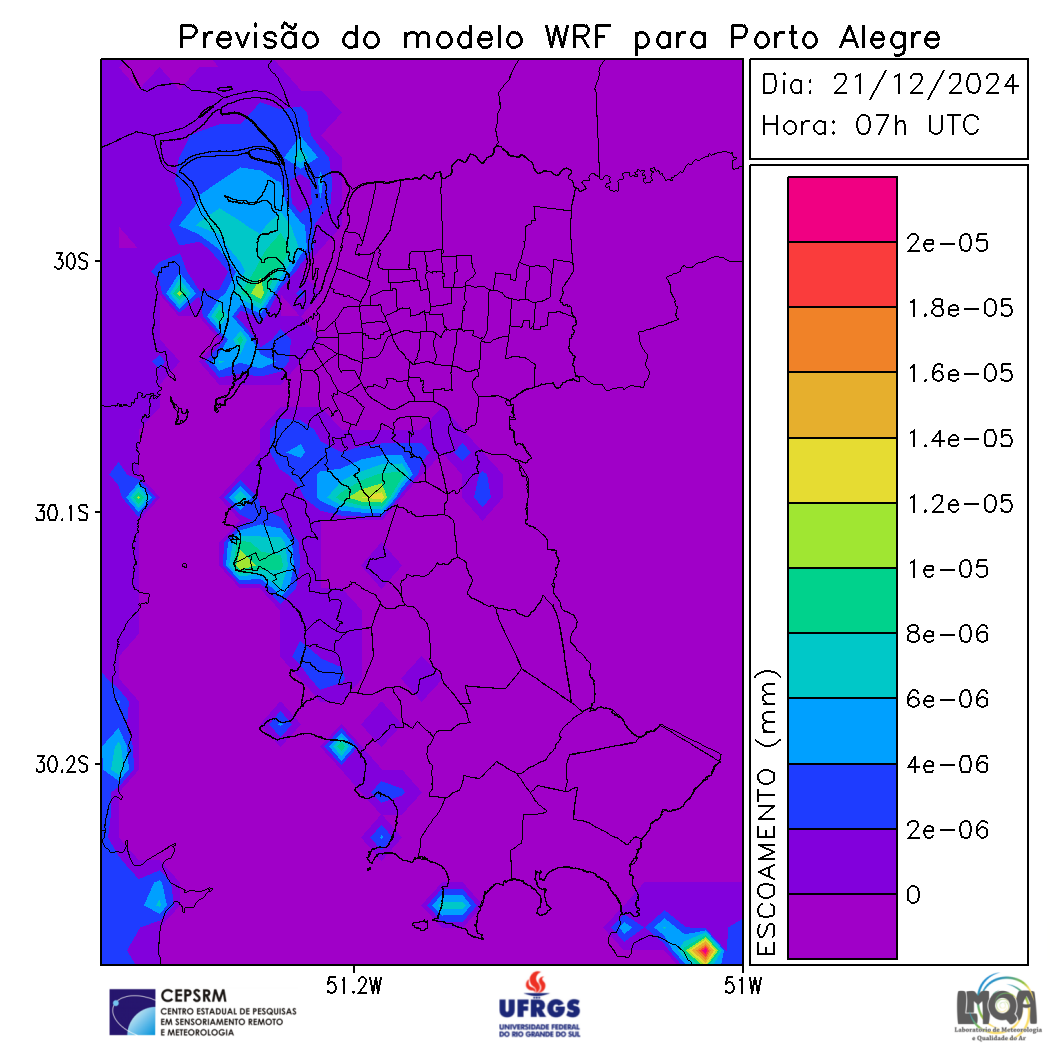 Previsão do modelo WRF para Porto Alegre
Dia: 21/12/2024
Hora: 07h UTC
30S
30.1S
30.2S
51.2W
51W
ESCOAMENTO (mm)
2e-05
1.8e-05
1.6e-05
1.4e-05
1.2e-05
1e-05
8e-06
6e-06
4e-06
2e-06
0
CEPSRM
CENTRO ESTADUAL DE PESQUISAS
EM SENSORIAMENTO REMOTO
E METEOROLOGIA
UFRGS
UNIVERSIDADE FEDERAL
DO RIO GRANDE DO SUL
LMQA
Laboratório de Meteorologia
e Qualidade do Ar